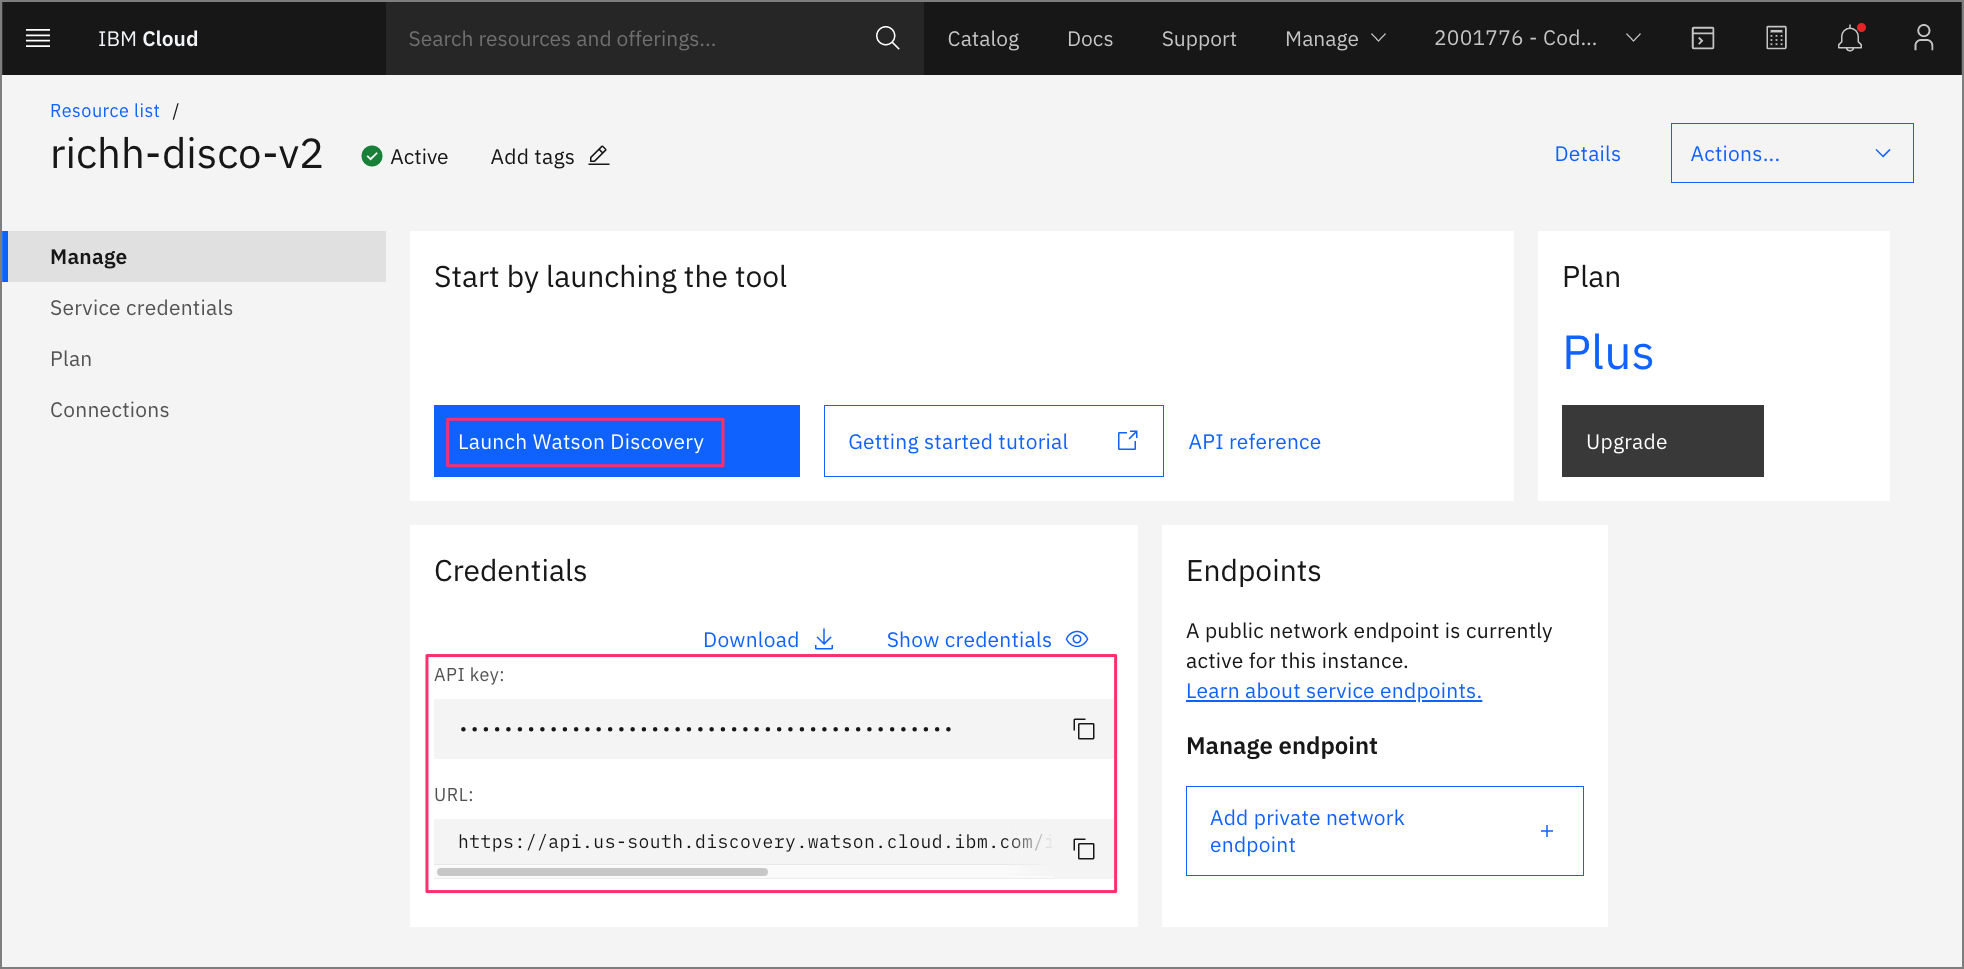 IBM Cloud
Search resources and offerings...
Catalog
Docs
Support
Manage
2001776 - Cod...
Resource list /
richh-disco-v2
Active
Add tags
Details
Actions...
Manage
Service credentials
Plan
Connections
Start by launching the tool
Launch Watson Discovery
Getting started tutorial
API reference
Plan
Plus
Upgrade
Credentials
Download
Show credentials
API key:
••••••••••••••••••••••••••••••••••••••••••••
URL:
https://api.us-south.discovery.watson.cloud.ibm.com/i
Endpoints
A public network endpoint is currently
active for this instance.
Learn about service endpoints.
Manage endpoint
Add private network
endpoint
+